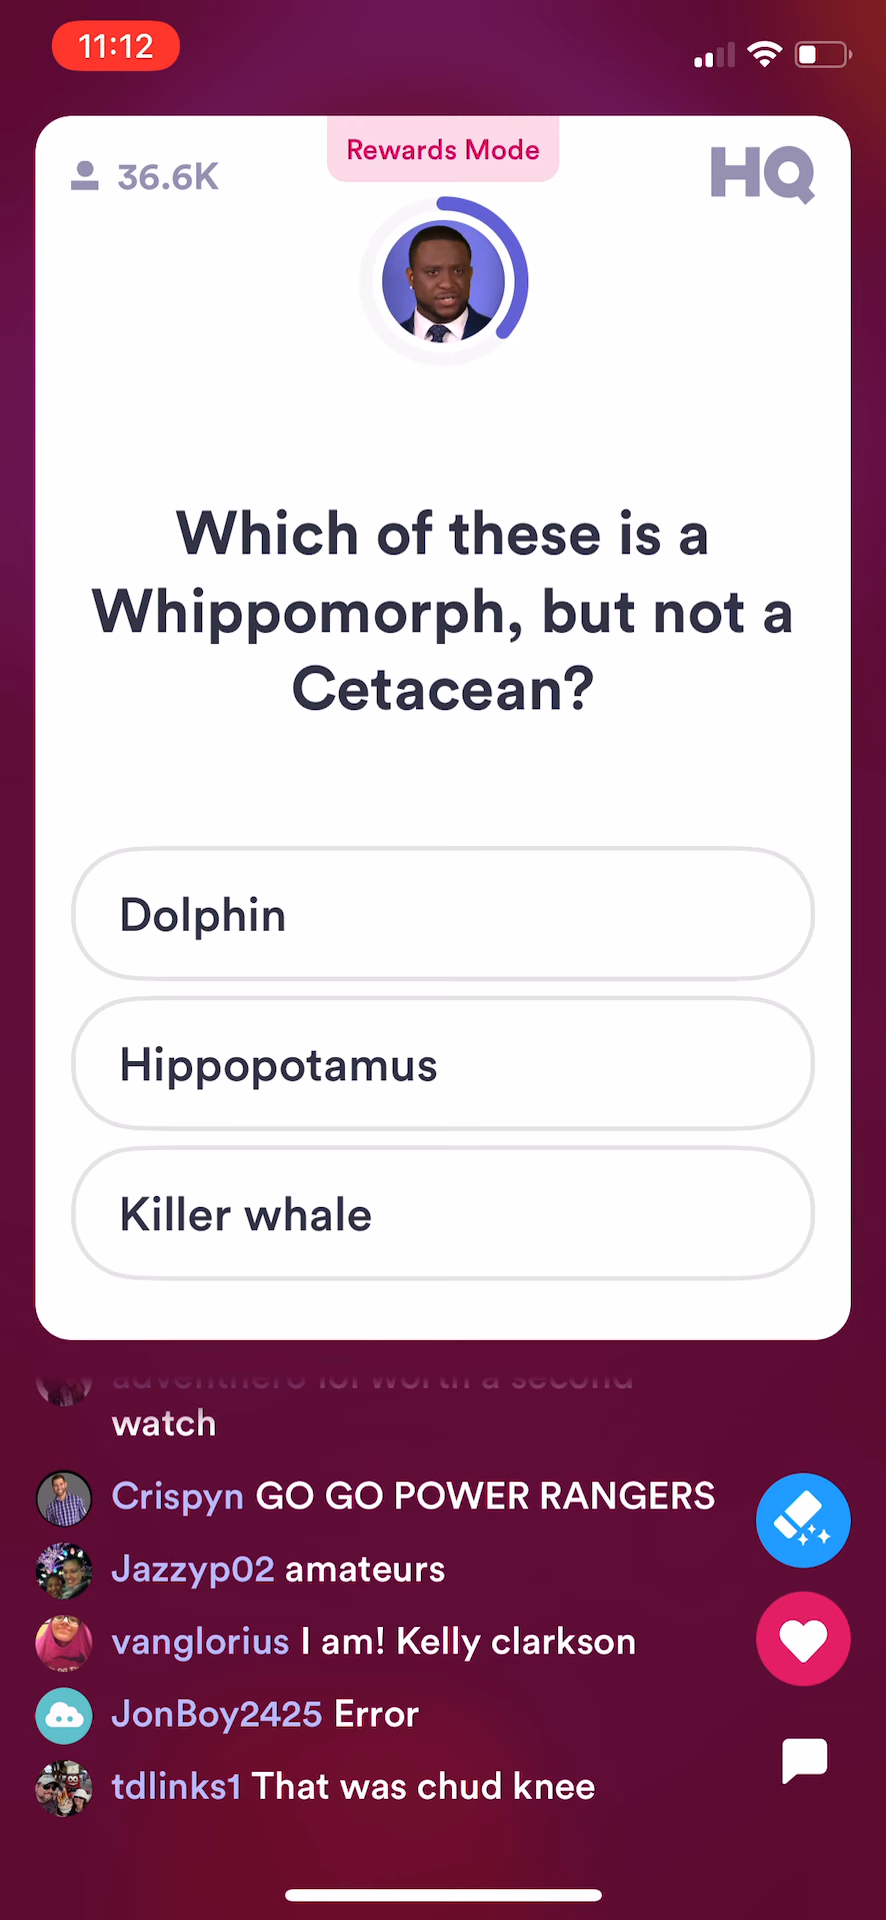 11:12
Rewards Mode
36.6K
HQ
Which of these is a
Whippomorph, but not a
Cetacean?
Dolphin
Hippopotamus
Killer whale
worth a second
watch
Crispyn GO GO POWER RANGERS
Jazzyp02 amateurs
vanglorius I am! Kelly clarkson
JonBoy2425 Error
tdlinks1 That was chud knee